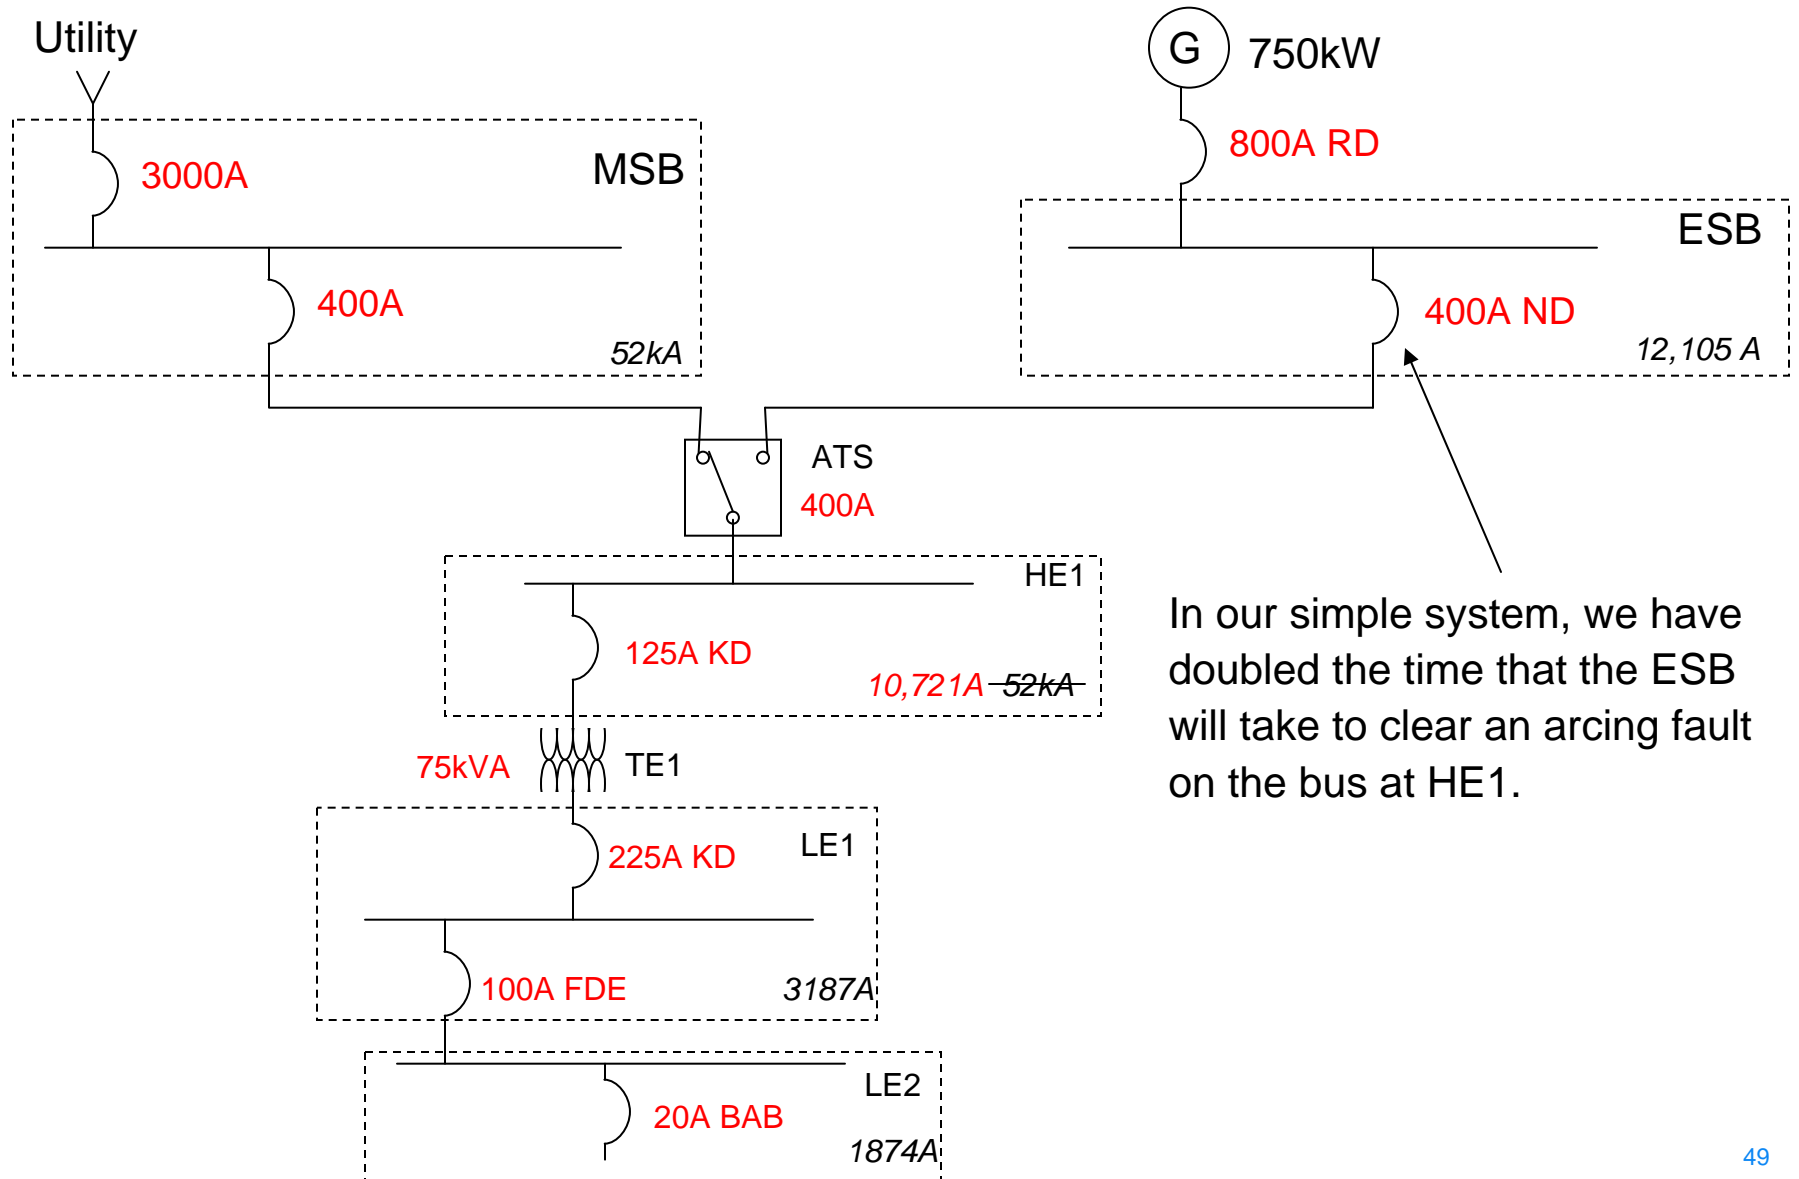 Utility
G
750kW
800A RD
3000A
MSB
ESB
400A
400A ND
52kA
12,105 A
ATS
400A
HE1
125A KD
10,721A 52kA
In our simple system, we have
doubled the time that the ESB
will take to clear an arcing fault
on the bus at HE1.
75kVA
TE1
LE1
225A KD
100A FDE
3187A
LE2
20A BAB
1874A
49